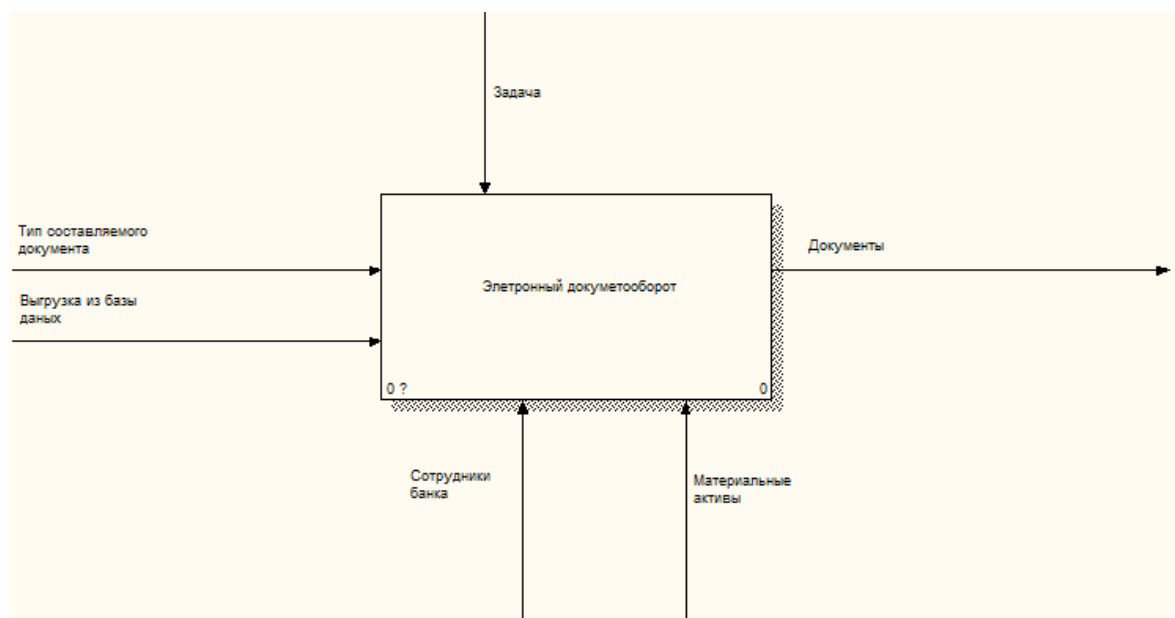 Задача
Тип составляемого
документа
Выгрузка из базы
даных
Элетронный докуметооборот
Документы
0 ?
0
Сотрудники
банка
Материальные
активы